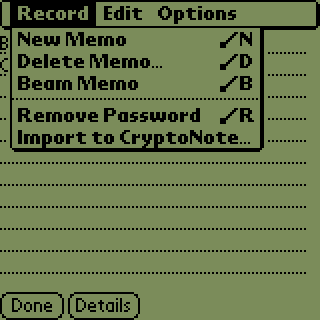 Record Edit Options
New Memo /N
Delete Memo... /D
Beam Memo /B
Remove Password /R
Import to CryptoNote...
Done Details